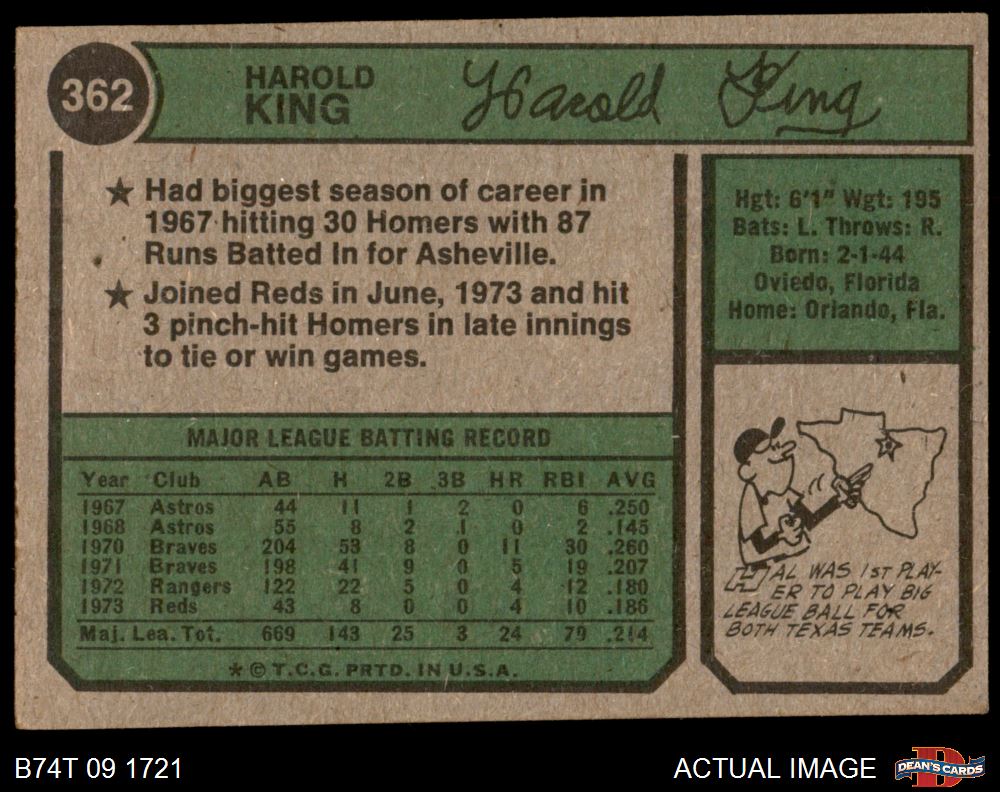 362
HAROLD
KING
Harold King
★ Had biggest season of career in
1967 hitting 30 Homers with 87
Runs Batted In for Asheville.
★ Joined Reds in June, 1973 and hit
3 pinch-hit Homers in late innings
to tie or win games.
Hgt: 6'1" Wgt: 195
Bats: L. Throws: R.
Born: 2-1-44
Oviedo, Florida
Home: Orlando, Fla.
MAJOR LEAGUE BATTING RECORD
Year Club AB H 2B 3B HR RBI AVG
1967 Astros 44 11 1 2 0 6 .250
1968 Astros 55 8 2 1 0 2 .145
1970 Braves 204 53 8 0 11 30 .260
1971 Braves 198 41 9 0 5 19 .207
1972 Rangers 122 22 5 0 4 12 .180
1973 Reds 43 8 0 0 4 10 .186
Maj. Lea. Tot. 669 143 25 3 24 79 .214
* © T.C.G. PRTD. IN U.S.A.
HAL WAS 1ST PLAY-
ER TO PLAY BIG
LEAGUE BALL FOR
BOTH TEXAS TEAMS.
B74T 09 1721
ACTUAL IMAGE
D
DEAN'S CARDS